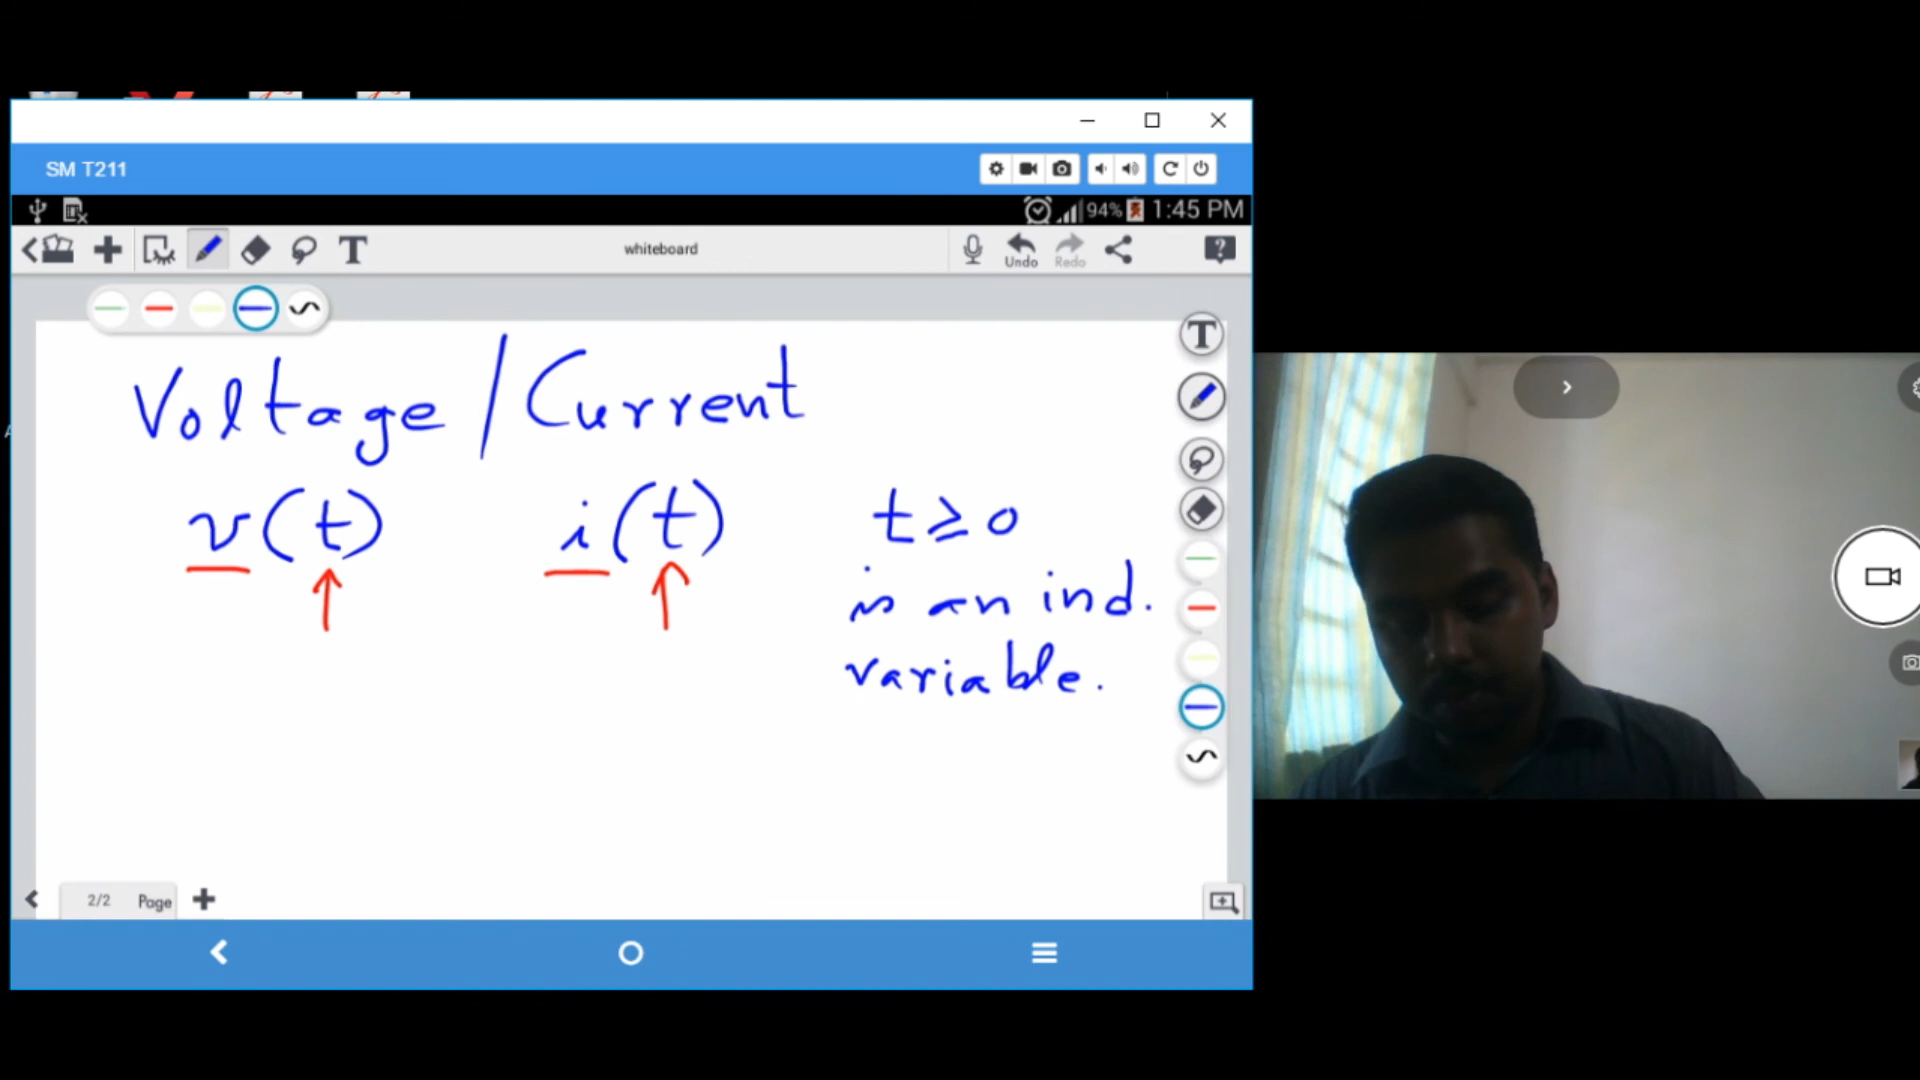 SM T211
94% 1:45 PM
T whiteboard Undo Redo ?
T
Voltage / Current
v(t) i(t) t ≥ 0
is an ind.
variable.
2/2 Page